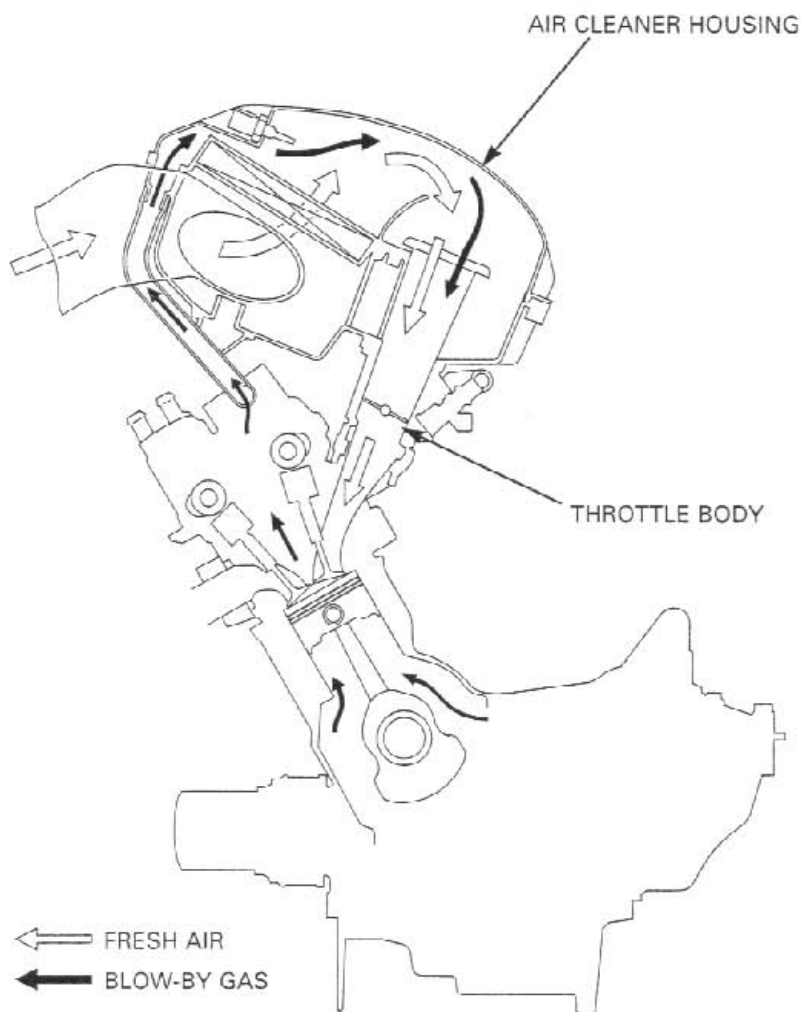 AIR CLEANER HOUSING
THROTTLE BODY
FRESH AIR
BLOW-BY GAS